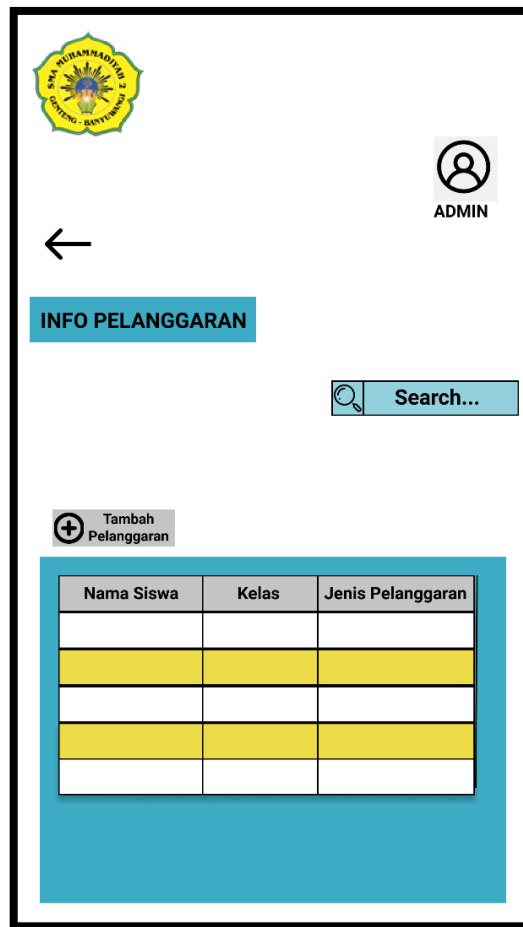 SMA MUHAMMADIYAH 2
GENTENG - BANYUWANGI
ADMIN
INFO PELANGGARAN
Search...
Tambah
Pelanggaran
Nama Siswa Kelas Jenis Pelanggaran